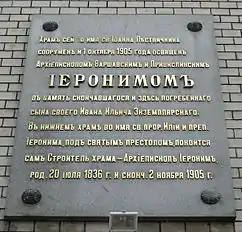 Храмъ сей во имя св. Іоанна Лѣствичника
сооруженъ и 1 октября 1905 года освященъ
Архіепископомъ Варшавскимъ и Привислинскимъ
ІЕРОНИМОМЪ
въ память скончавшагося и здѣсь погребеннаго
сына своего Ивана Ильича Экземплярскаго.
Въ нижнемъ храмѣ во имя св. прор. Иліи и преп.
Іеронима, подъ святымъ престоломъ покоится
самъ Строитель храма – Архіепископъ Іеронимъ,
род. 20 іюля 1836 г. и сконч. 2 ноября 1905 г.